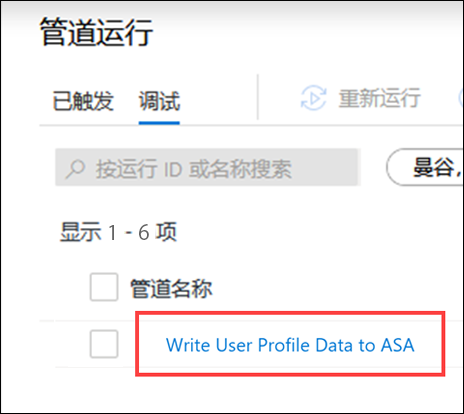 管道运行
已触发 调试 重新运行
按运行 ID 或名称搜索 曼谷,
显示 1 - 6 项
管道名称
Write User Profile Data to ASA